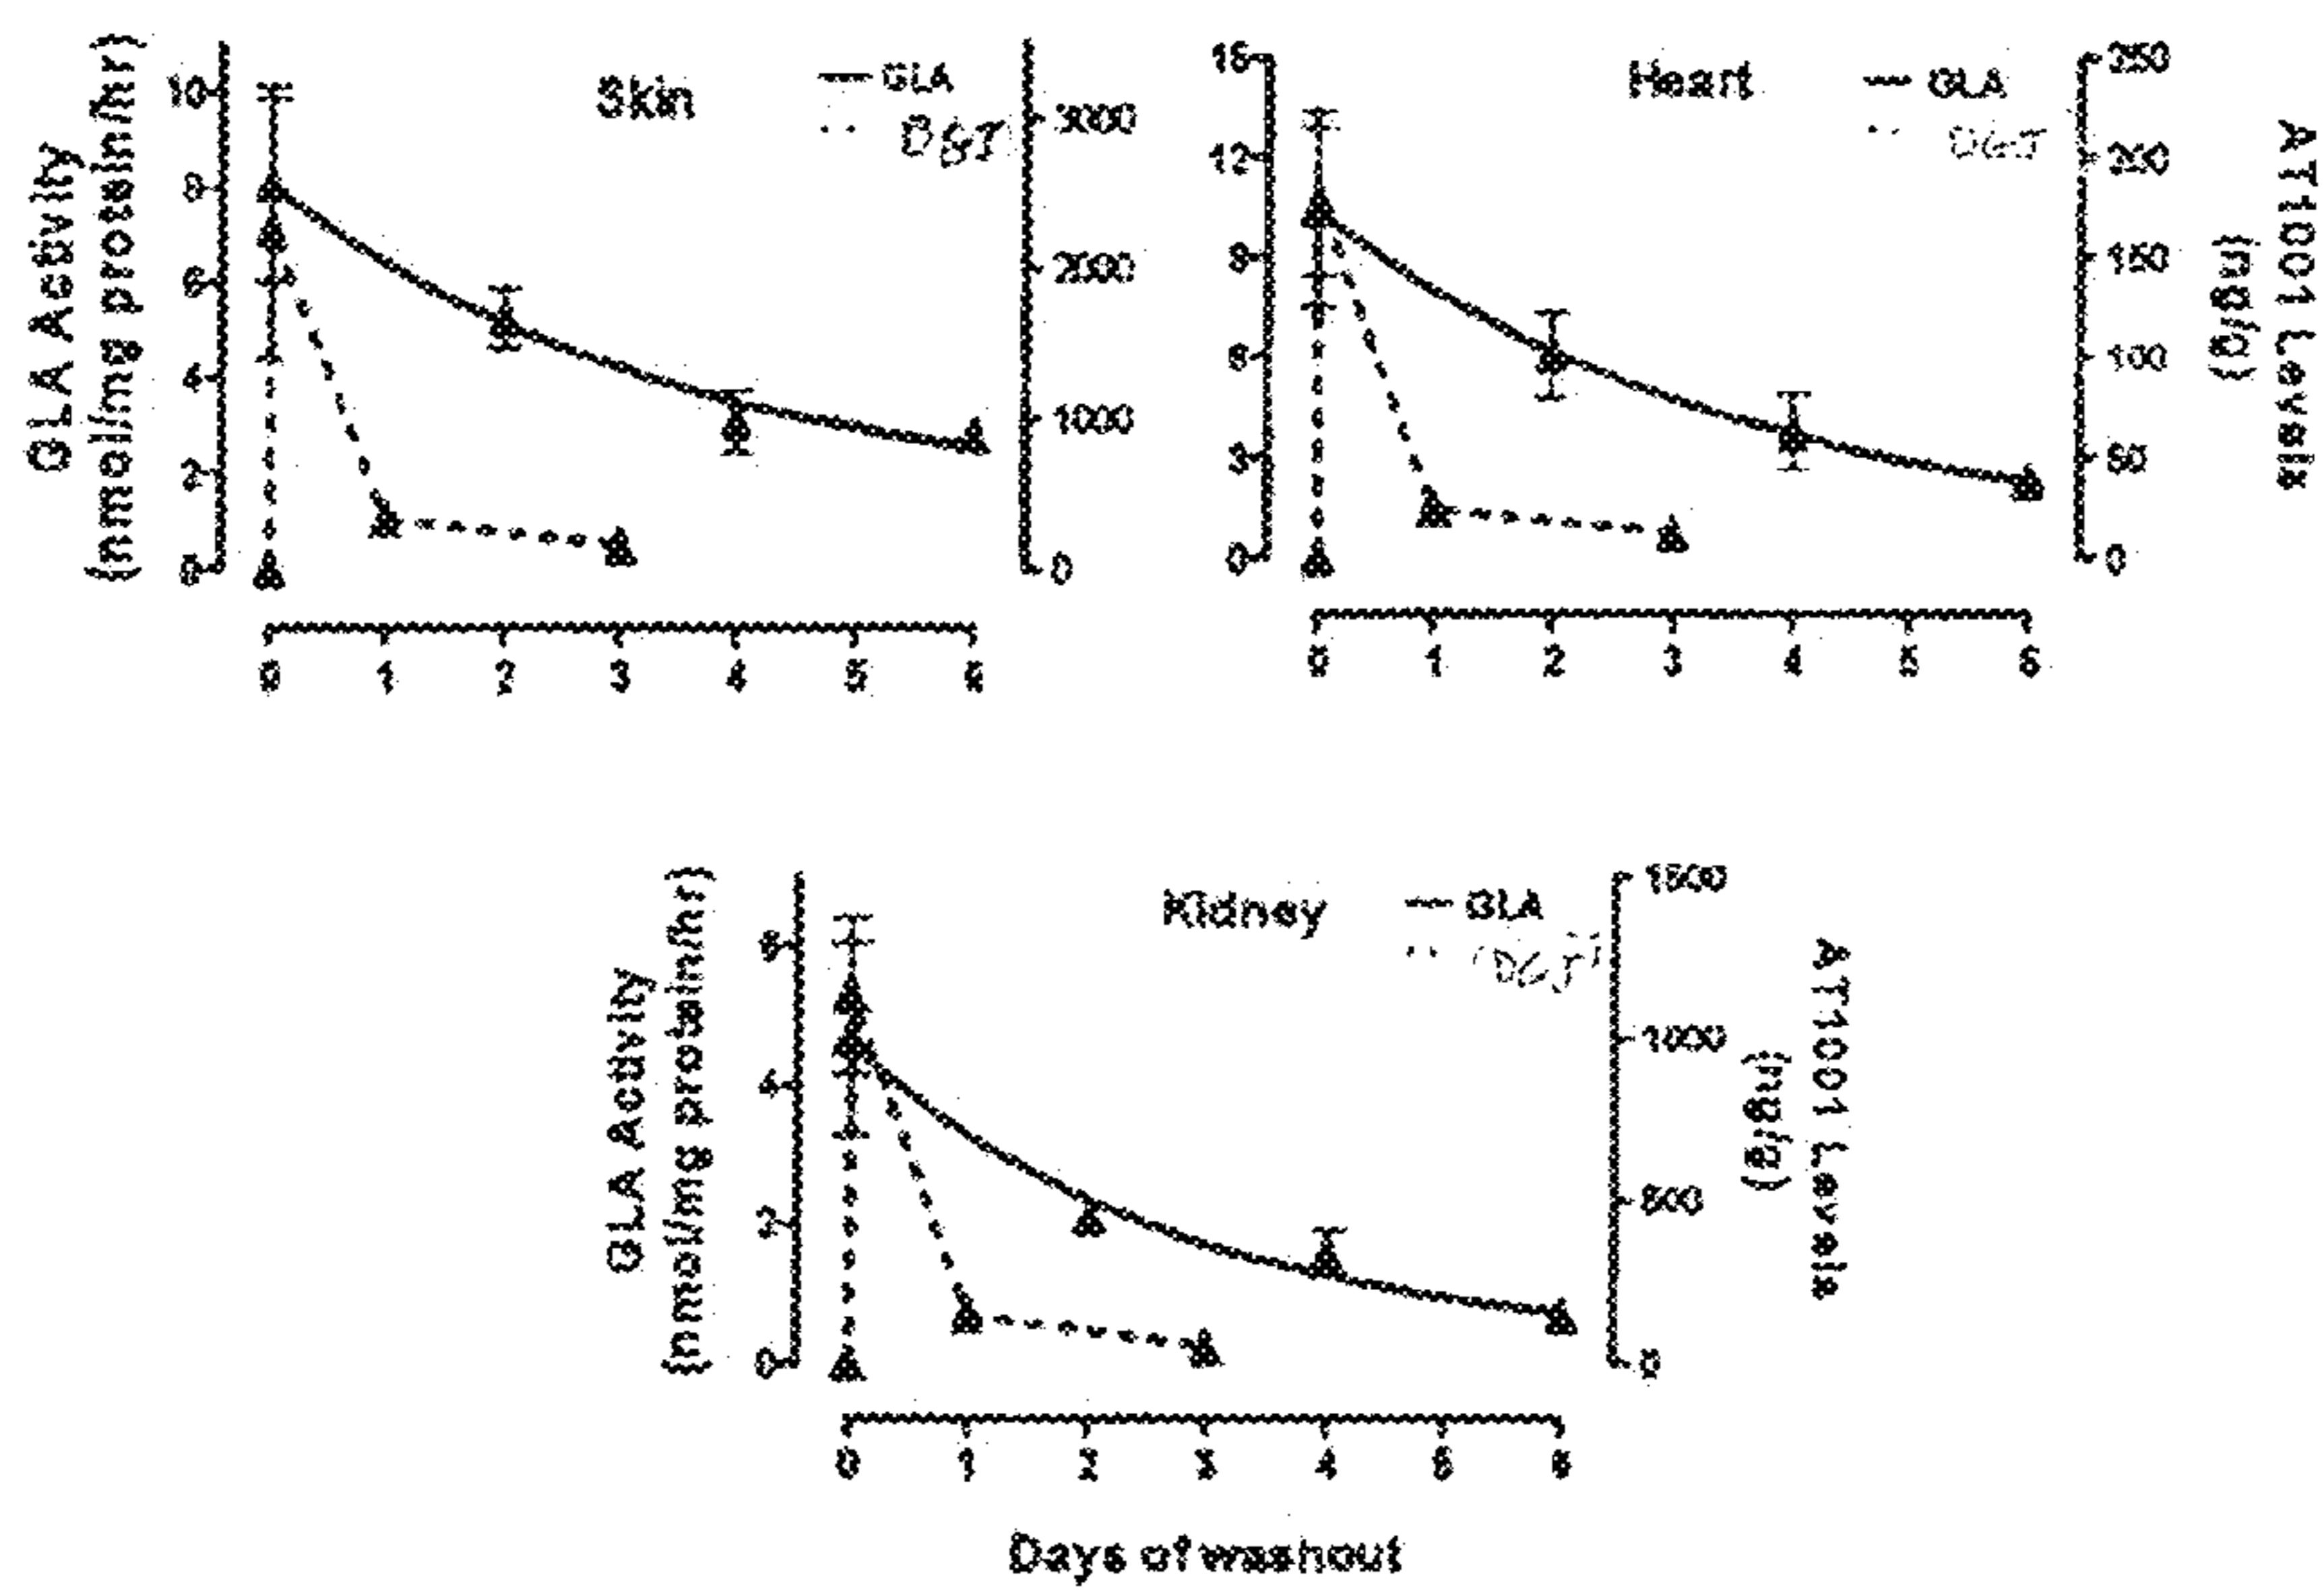 GLA Activity
(nmol/mg protein/hr)
10
8
6
4
2
0
Skin
GLA
DGJ
3000
2000
1000
0
0 1 2 3 4 5 6
15
12
9
6
3
0
Heart
GLA
DGJ
250
200
150
100
50
0
AT1001 Levels
(ng/g)
0 1 2 3 4 5 6
GLA Activity
(nmol/mg protein/hr)
6
4
2
0
Kidney
GLA
DGJ
1500
1000
500
0
AT1001 Levels
(ng/g)
0 1 2 3 4 5 6
Days of washout